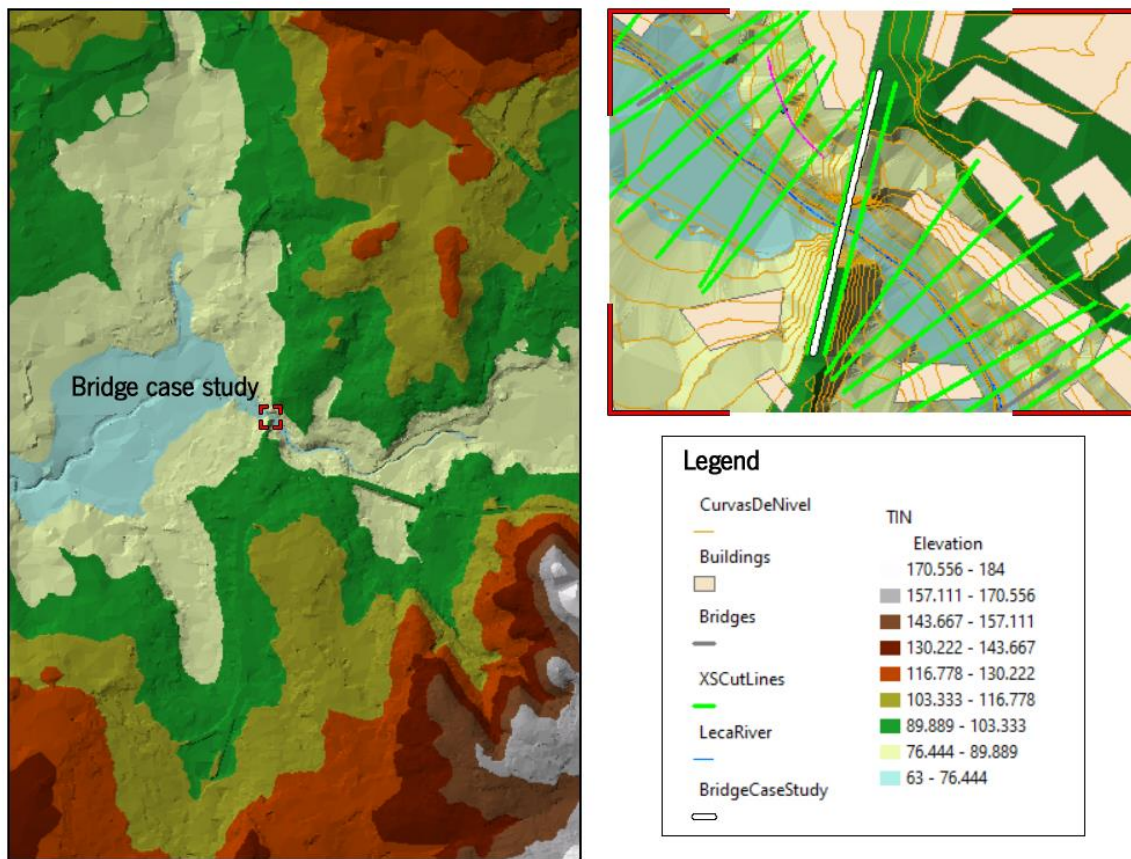 Bridge case study
Legend
CurvasDeNivel
Buildings
Bridges
XSCutLines
LecaRiver
BridgeCaseStudy
TIN
Elevation
170.556 - 184
157.111 - 170.556
143.667 - 157.111
130.222 - 143.667
116.778 - 130.222
103.333 - 116.778
89.889 - 103.333
76.444 - 89.889
63 - 76.444